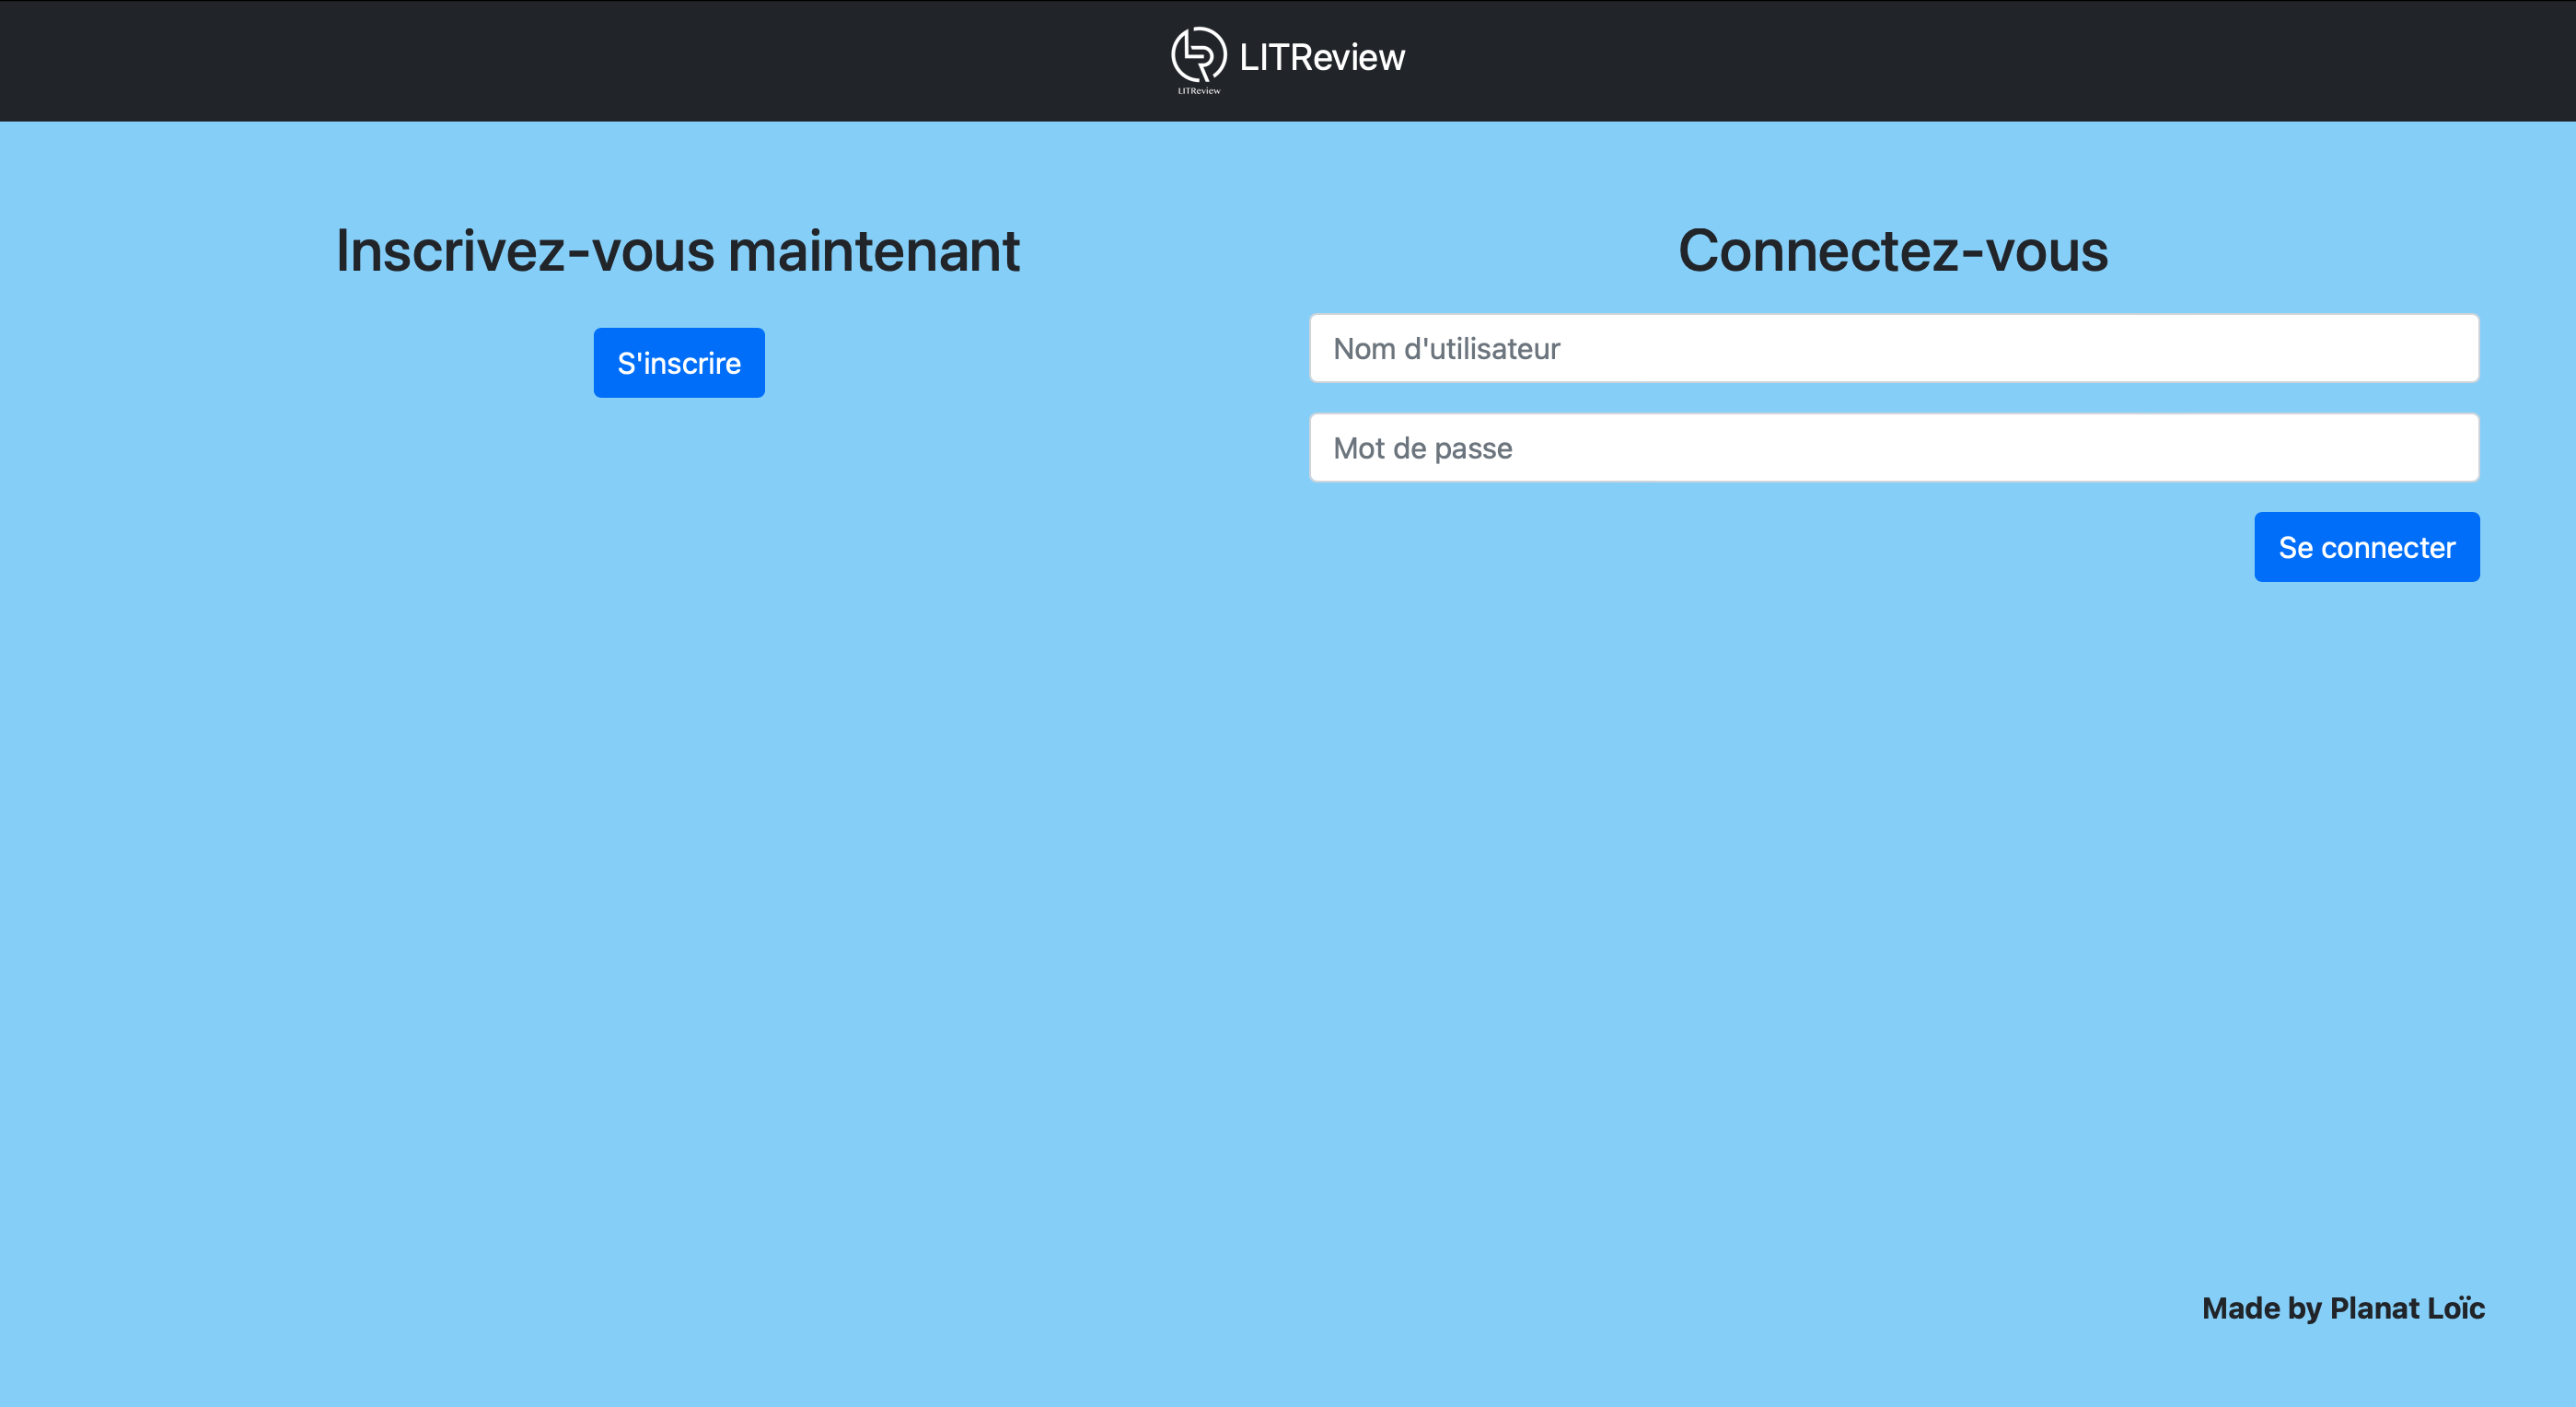 LITReview
LITReview
Inscrivez-vous maintenant
S'inscrire
Connectez-vous
Nom d'utilisateur
Mot de passe
Se connecter
Made by Planat Loïc